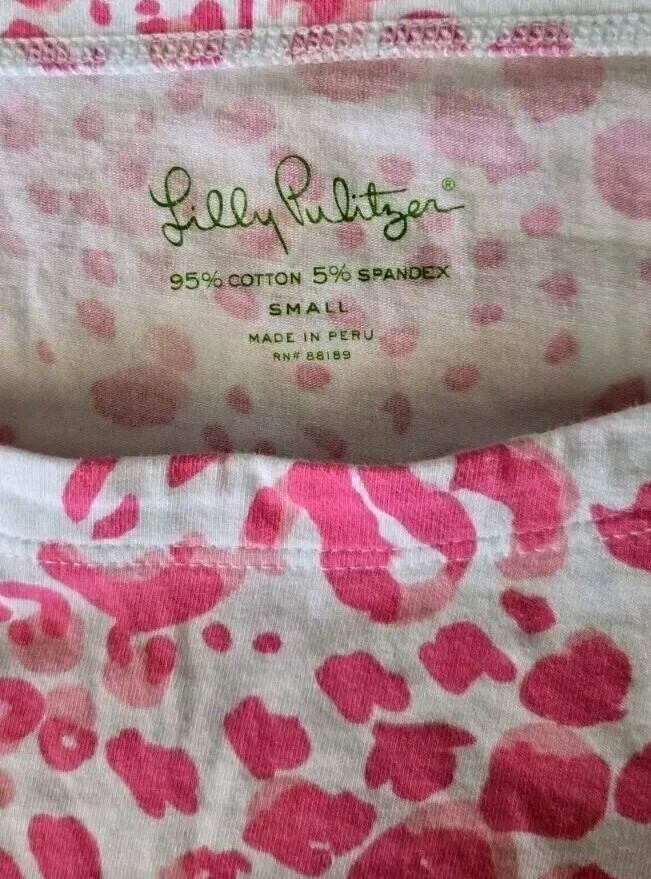 Lilly Pulitzer®
95% COTTON 5% SPANDEX
SMALL
MADE IN PERU
RN# 88189